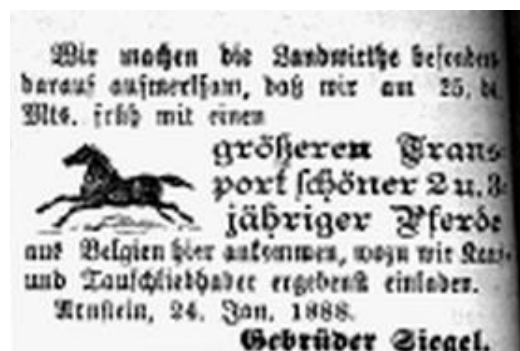 Wir machen die Landwirthe besonders
darauf aufmerksam, daß wir am 25. ds.
Mts. früh mit einen
größeren Trans-
port schöner 2 u. 3-
jähriger Pferde
aus Belgien hier ankommen, wozu wir Kauf-
und Tauschliebhaber ergebenst einladen.
Arnstein, 24. Jan. 1888.
Gebrüder Siegel.